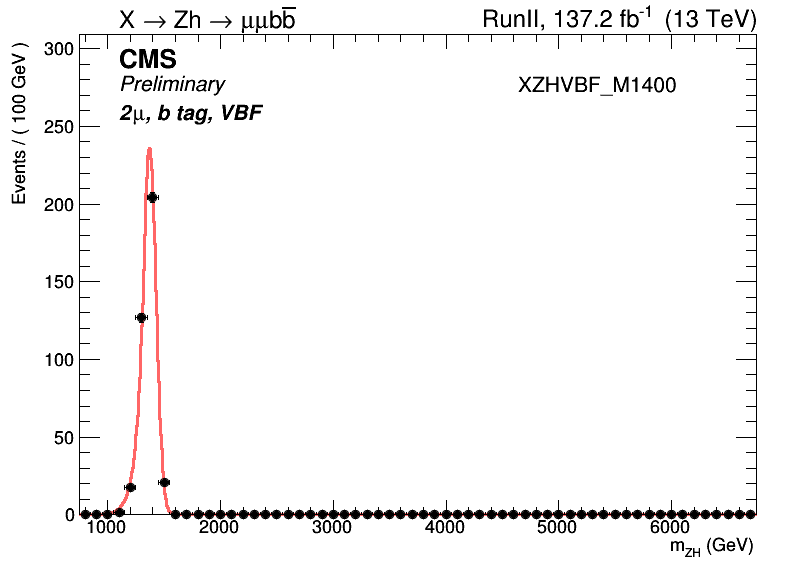 X → Zh → μμbb̅ RunII, 137.2 fb⁻¹ (13 TeV)
CMS
Preliminary
2μ, b tag, VBF
XZHVBF_M1400
Events / ( 100 GeV )
300
250
200
150
100
50
0
1000 2000 3000 4000 5000 6000
m_ZH (GeV)